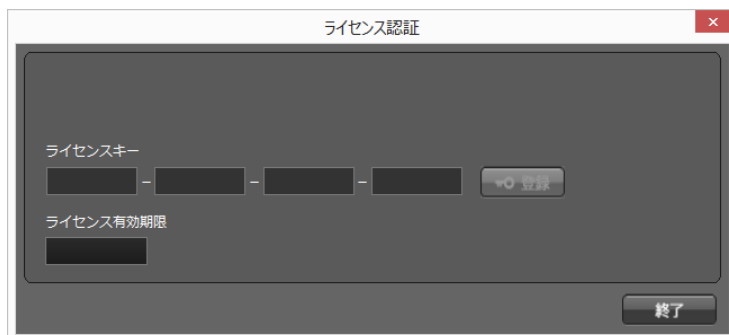 ライセンス認証
ライセンスキー
– – –
登録
ライセンス有効期限
終了